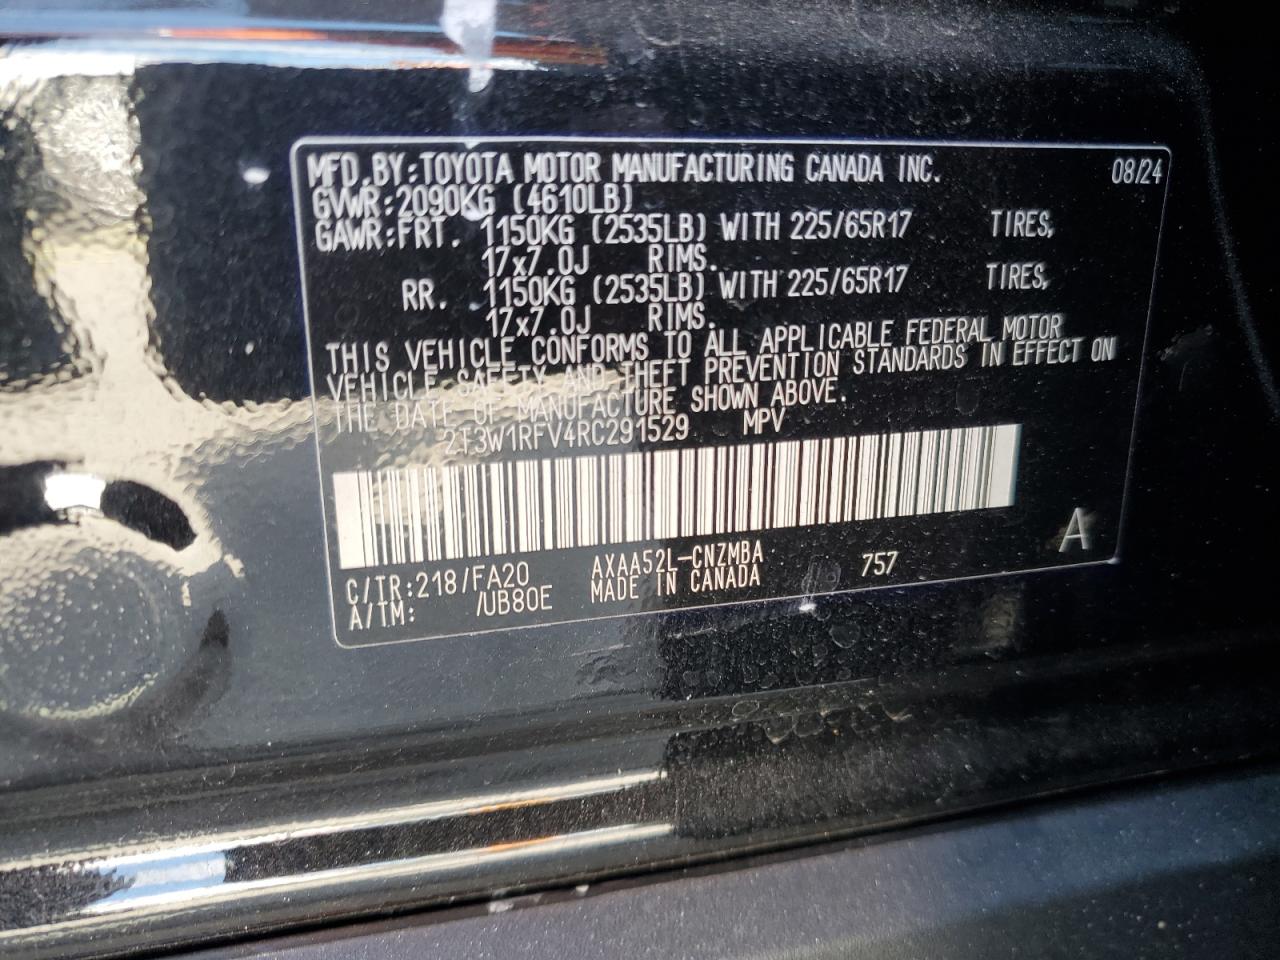 MFD.BY:TOYOTA MOTOR MANUFACTURING CANADA INC. 08/24
GVWR:2090KG (4610LB)
GAWR:FRT. 1150KG (2535LB) WITH 225/65R17 TIRES,
17x7.0J RIMS.
RR. 1150KG (2535LB) WITH 225/65R17 TIRES,
17x7.0J RIMS.
THIS VEHICLE CONFORMS TO ALL APPLICABLE FEDERAL MOTOR
VEHICLE SAFETY AND THEFT PREVENTION STANDARDS IN EFFECT ON
THE DATE OF MANUFACTURE SHOWN ABOVE.
2T3W1RFV4RC291529 MPV
A
C/TR:218/FA20 AXAA52L-CNZMBA 757
A/TM: /UB80E MADE IN CANADA